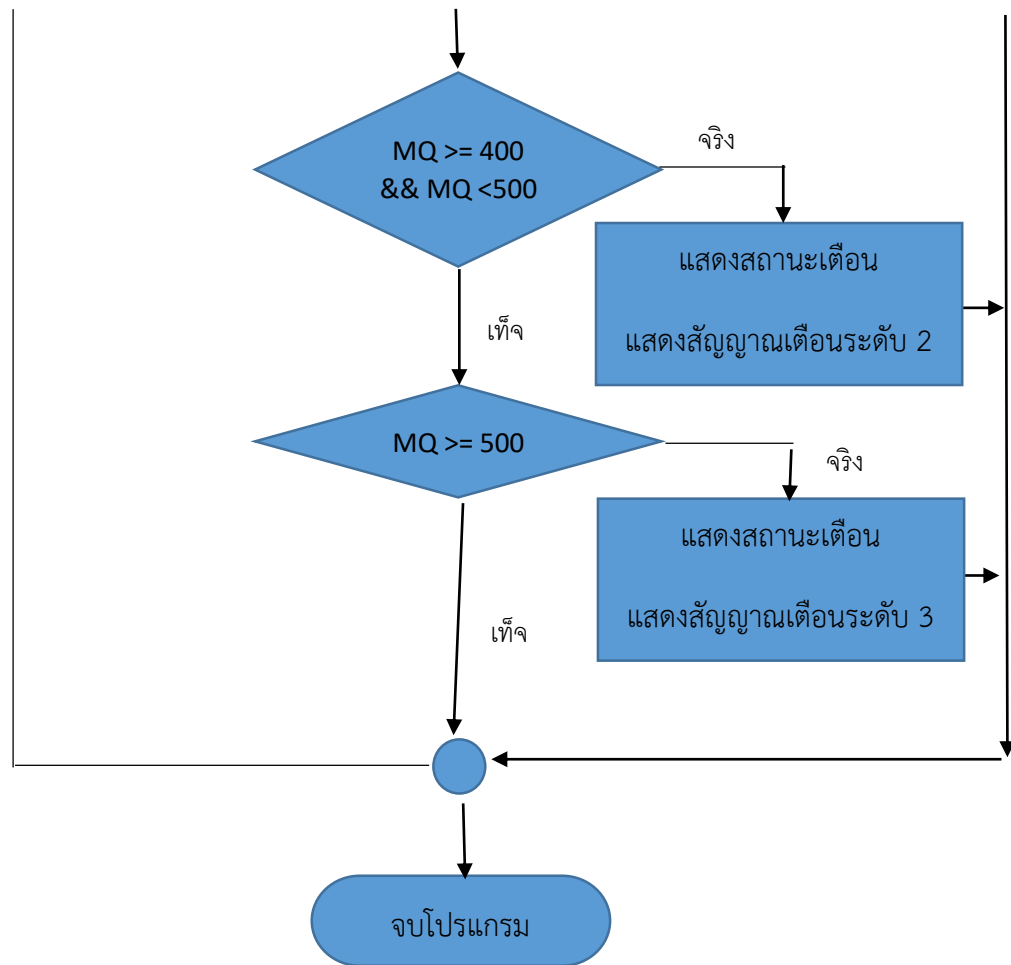 MQ >= 400
&& MQ <500
จริง
แสดงสถานะเตือน
แสดงสัญญาณเตือนระดับ 2
เท็จ
MQ >= 500
จริง
แสดงสถานะเตือน
แสดงสัญญาณเตือนระดับ 3
เท็จ
จบโปรแกรม